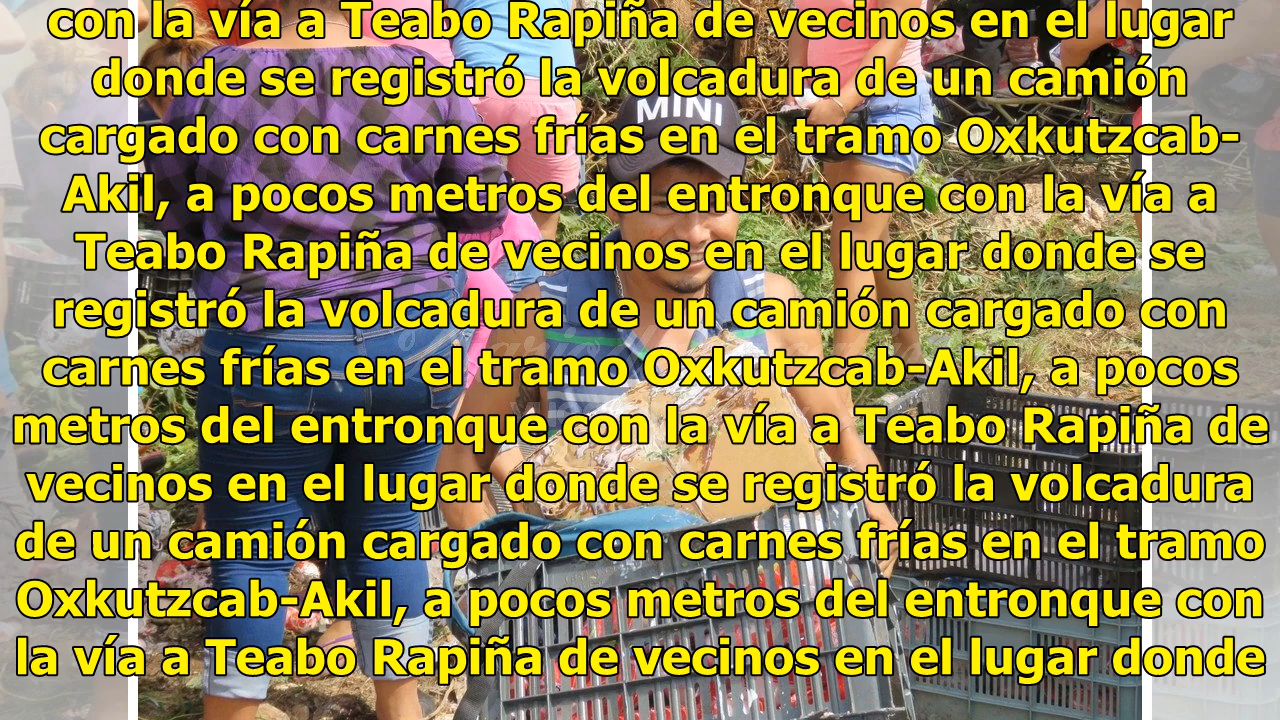 con la vía a Teabo Rapiña de vecinos en el lugar
donde se registró la volcadura de un camión
cargado con carnes frías en el tramo Oxkutzcab-
Akil, a pocos metros del entronque con la vía a
Teabo Rapiña de vecinos en el lugar donde se
registró la volcadura de un camión cargado con
carnes frías en el tramo Oxkutzcab-Akil, a pocos
metros del entronque con la vía a Teabo Rapiña de
vecinos en el lugar donde se registró la volcadura
de un camión cargado con carnes frías en el tramo
Oxkutzcab-Akil, a pocos metros del entronque con
la vía a Teabo Rapiña de vecinos en el lugar donde
MINI